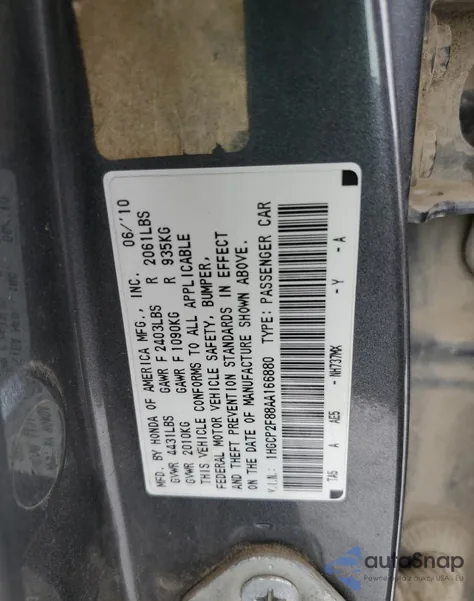 MFD. BY HONDA OF AMERICA MFG., INC. 06/'10
GVWR 4431LBS GAWR F 2403LBS R 2061LBS
GVWR 2010KG GAWR F 1090KG R 935KG
THIS VEHICLE CONFORMS TO ALL APPLICABLE
FEDERAL MOTOR VEHICLE SAFETY, BUMPER,
AND THEFT PREVENTION STANDARDS IN EFFECT
ON THE DATE OF MANUFACTURE SHOWN ABOVE.
V.I.N.: 1HGCP2F88AA166880 TYPE: PASSENGER CAR
TA5 A AE5 - NH737MX - Y - A
autoSnap